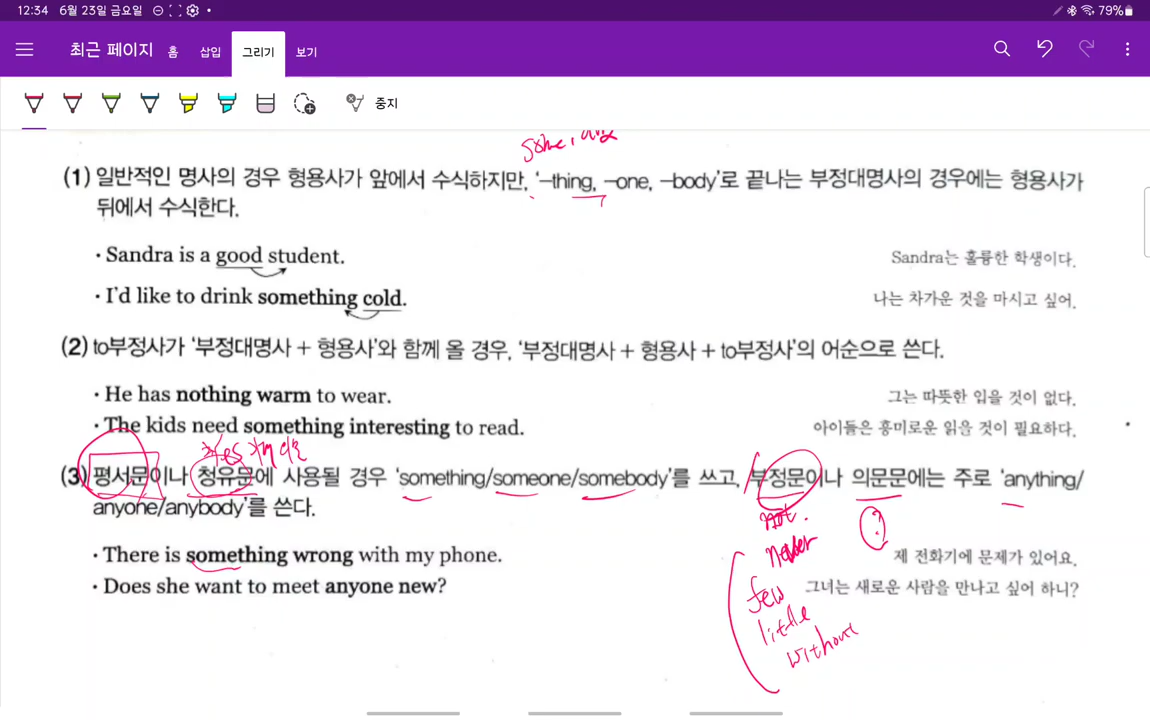 12:34 6월 23일 금요일 79%
최근 페이지 홈 삽입 그리기 보기
중지
some, any
(1) 일반적인 명사의 경우 형용사가 앞에서 수식하지만, ‘–thing, –one, –body’로 끝나는 부정대명사의 경우에는 형용사가
뒤에서 수식한다.
· Sandra is a good student. Sandra는 훌륭한 학생이다.
· I'd like to drink something cold. 나는 차가운 것을 마시고 싶어.
(2) to부정사가 ‘부정대명사 + 형용사’와 함께 올 경우, ‘부정대명사 + 형용사 + to부정사’의 어순으로 쓴다.
· He has nothing warm to wear. 그는 따뜻한 입을 것이 없다.
· The kids need something interesting to read. 아이들은 흥미로운 읽을 것이 필요하다.
(3) 평서문이나 청유문에 사용될 경우 ‘something/someone/somebody’를 쓰고, 부정문이나 의문문에는 주로 ‘anything/
anyone/anybody’를 쓴다.
not.
never
?
· There is something wrong with my phone. 제 전화기에 문제가 있어요.
· Does she want to meet anyone new? 그녀는 새로운 사람을 만나고 싶어 하니?
few
little
without